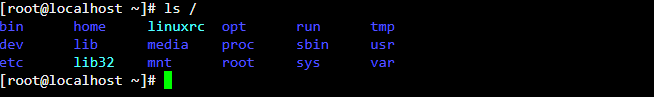 [root@localhost ~]# ls /
bin      home     linuxrc  opt      run      tmp
dev      lib      media    proc     sbin     usr
etc      lib32    mnt      root     sys      var
[root@localhost ~]#